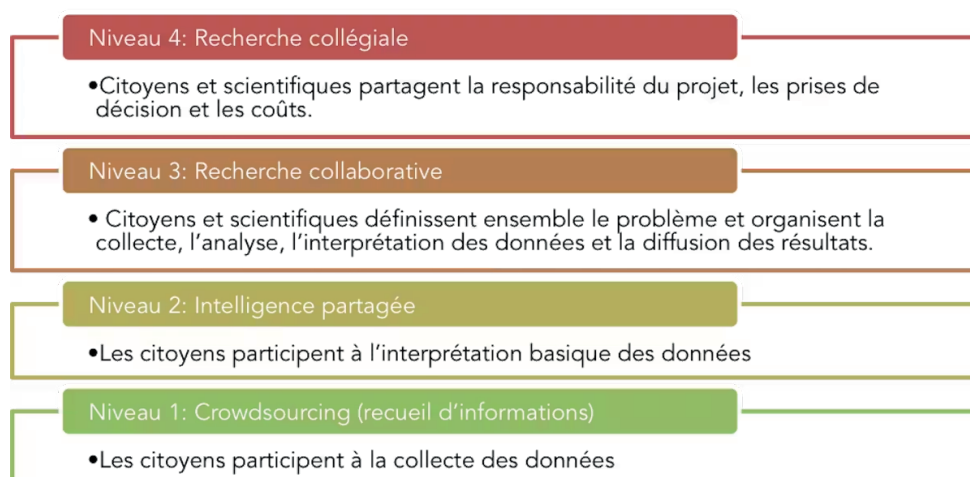 Niveau 4: Recherche collégiale
•Citoyens et scientifiques partagent la responsabilité du projet, les prises de
décision et les coûts.
Niveau 3: Recherche collaborative
• Citoyens et scientifiques définissent ensemble le problème et organisent la
collecte, l’analyse, l’interprétation des données et la diffusion des résultats.
Niveau 2: Intelligence partagée
•Les citoyens participent à l’interprétation basique des données
Niveau 1: Crowdsourcing (recueil d’informations)
•Les citoyens participent à la collecte des données